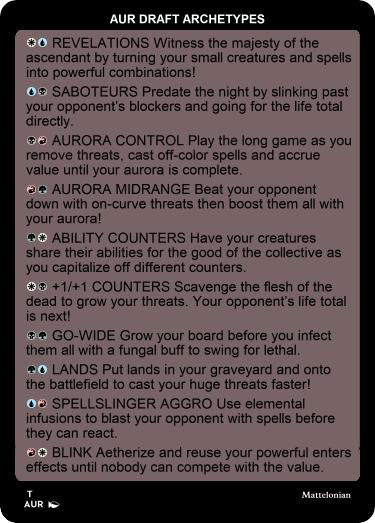 AUR DRAFT ARCHETYPES
REVELATIONS Witness the majesty of the
ascendant by turning your small creatures and spells
into powerful combinations!
SABOTEURS Predate the night by slinking past
your opponent's blockers and going for the life total
directly.
AURORA CONTROL Play the long game as you
remove threats, cast off-color spells and accrue
value until your aurora is complete.
AURORA MIDRANGE Beat your opponent
down with on-curve threats then boost them all with
your aurora!
ABILITY COUNTERS Have your creatures
share their abilities for the good of the collective as
you capitalize off different counters.
+1/+1 COUNTERS Scavenge the flesh of the
dead to grow your threats. Your opponent's life total
is next!
GO-WIDE Grow your board before you infect
them all with a fungal buff to swing for lethal.
LANDS Put lands in your graveyard and onto
the battlefield to cast your huge threats faster!
SPELLSLINGER AGGRO Use elemental
infusions to blast your opponent with spells before
they can react.
BLINK Aetherize and reuse your powerful enters
effects until nobody can compete with the value.
T
AUR
Mattelonian